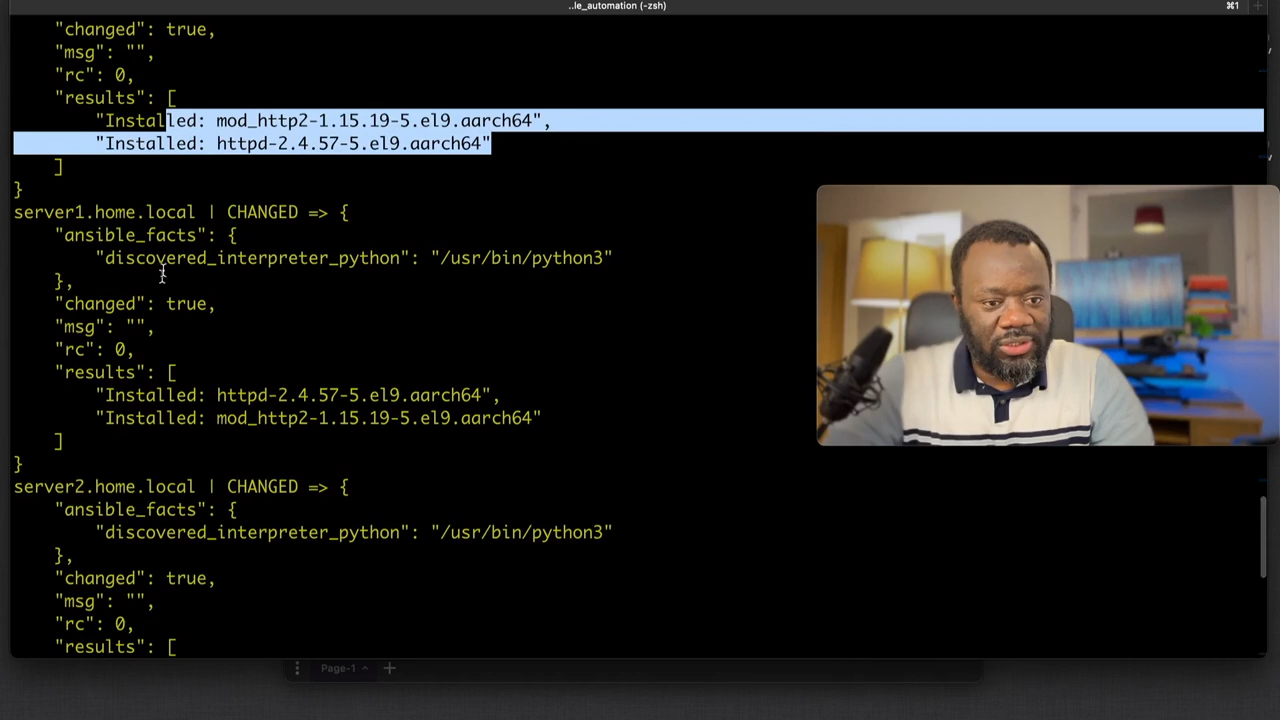 ..le_automation (-zsh)
⌘1
"changed": true,
"msg": "",
"rc": 0,
"results": [
"Installed: mod_http2-1.15.19-5.el9.aarch64",
"Installed: httpd-2.4.57-5.el9.aarch64"
]
}
server1.home.local | CHANGED => {
"ansible_facts": {
"discovered_interpreter_python": "/usr/bin/python3"
},
"changed": true,
"msg": "",
"rc": 0,
"results": [
"Installed: httpd-2.4.57-5.el9.aarch64",
"Installed: mod_http2-1.15.19-5.el9.aarch64"
]
}
server2.home.local | CHANGED => {
"ansible_facts": {
"discovered_interpreter_python": "/usr/bin/python3"
},
"changed": true,
"msg": "",
"rc": 0,
"results": [
Page-1